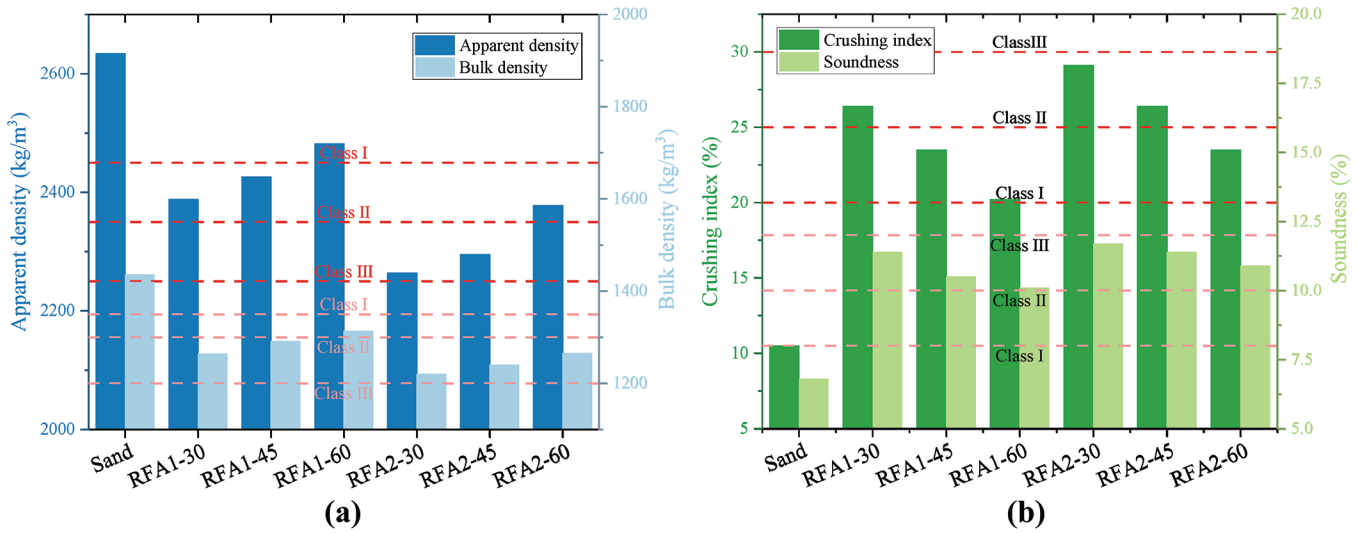 Apparent density (kg/m³)
2600
2400
2200
2000
Apparent density
Bulk density
Class I
Class II
Class III
Class I
Class II
Class III
2000
1800
1600
1400
1200
Bulk density (kg/m³)
Sand
RFA1-30
RFA1-45
RFA1-60
RFA2-30
RFA2-45
RFA2-60
(a)
Crushing index (%)
30
25
20
15
10
5
Crushing index
Soundness
ClassIII
Class II
Class I
Class III
Class II
Class I
20.0
17.5
15.0
12.5
10.0
7.5
5.0
Soundness (%)
Sand
RFA1-30
RFA1-45
RFA1-60
RFA2-30
RFA2-45
RFA2-60
(b)